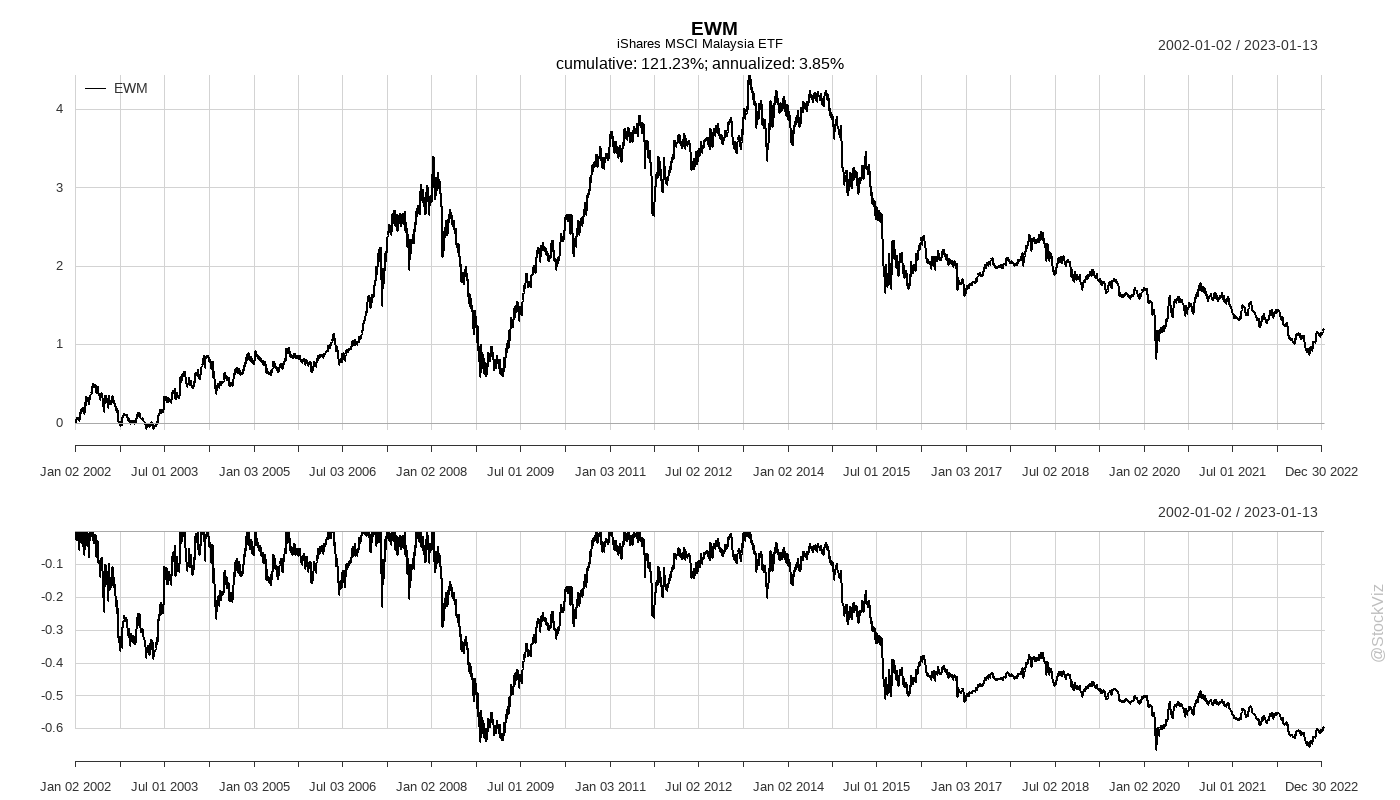 EWM
iShares MSCI Malaysia ETF
cumulative: 121.23%; annualized: 3.85%
2002-01-02 / 2023-01-13
EWM
4
3
2
1
0
Jan 02 2002 Jul 01 2003 Jan 03 2005 Jul 03 2006 Jan 02 2008 Jul 01 2009 Jan 03 2011 Jul 02 2012 Jan 02 2014 Jul 01 2015 Jan 03 2017 Jul 02 2018 Jan 02 2020 Jul 01 2021 Dec 30 2022
2002-01-02 / 2023-01-13
-0.1
-0.2
-0.3
-0.4
-0.5
-0.6
Jan 02 2002 Jul 01 2003 Jan 03 2005 Jul 03 2006 Jan 02 2008 Jul 01 2009 Jan 03 2011 Jul 02 2012 Jan 02 2014 Jul 01 2015 Jan 03 2017 Jul 02 2018 Jan 02 2020 Jul 01 2021 Dec 30 2022
@StockViz